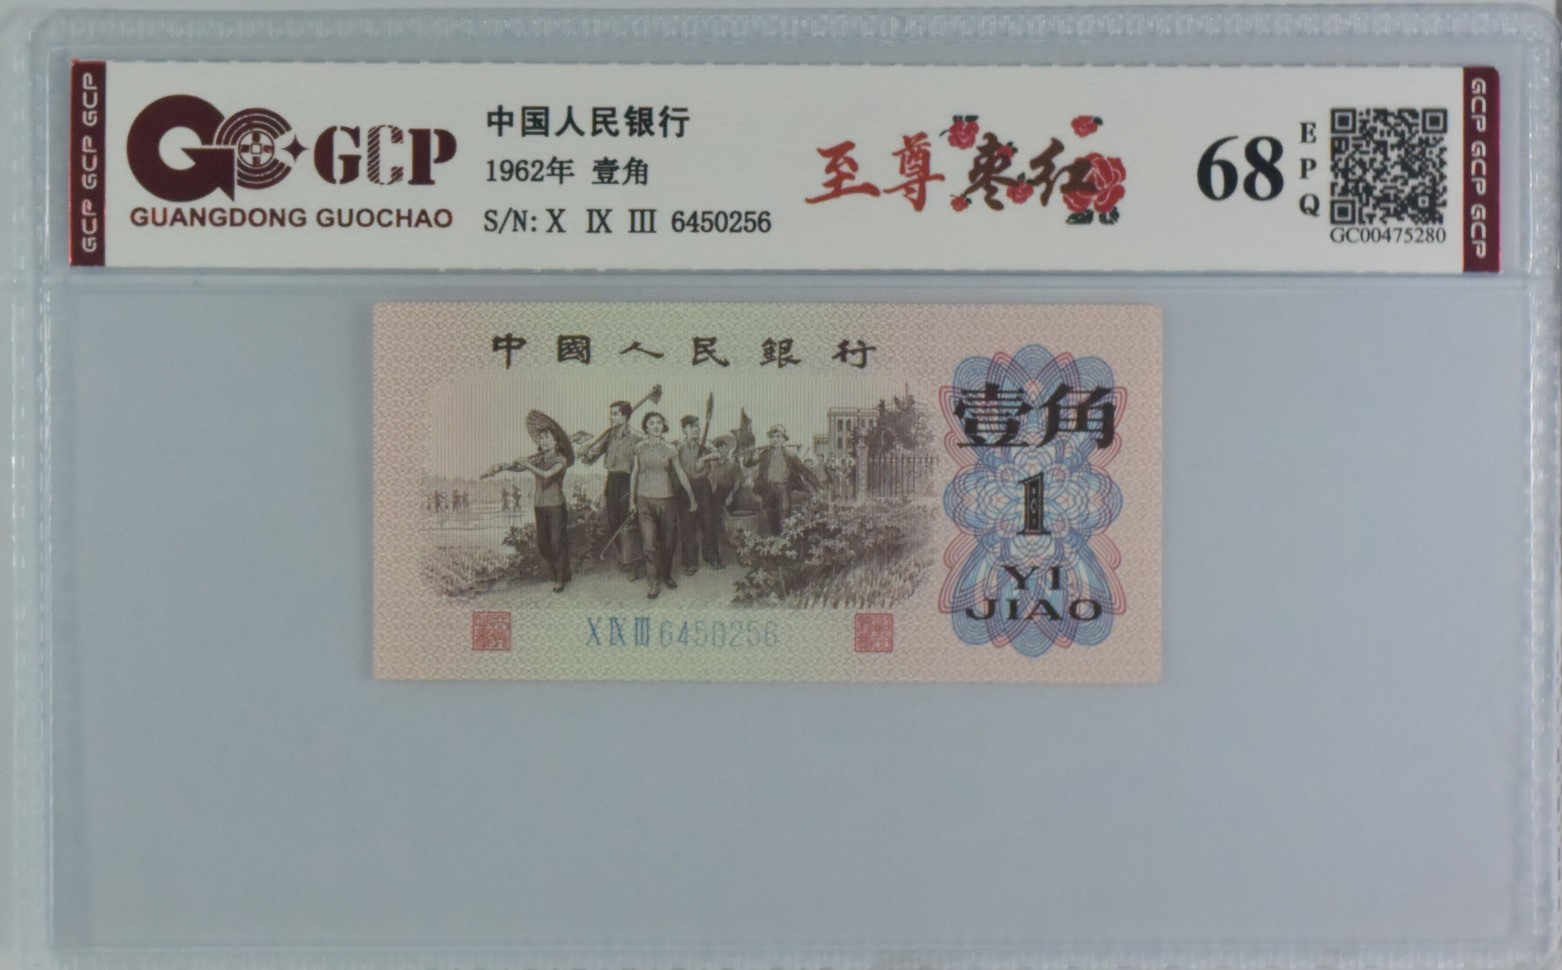 GCP GCP GCP
GCP
GUANGDONG GUOCHAO
中国人民银行
1962年 壹角
S/N: X IX III 6450256
至尊枣红
68
EPQ
GC00475280
GCP GCP GCP
中國人民銀行
壹角
1
YI
JIAO
X IX III 6450256